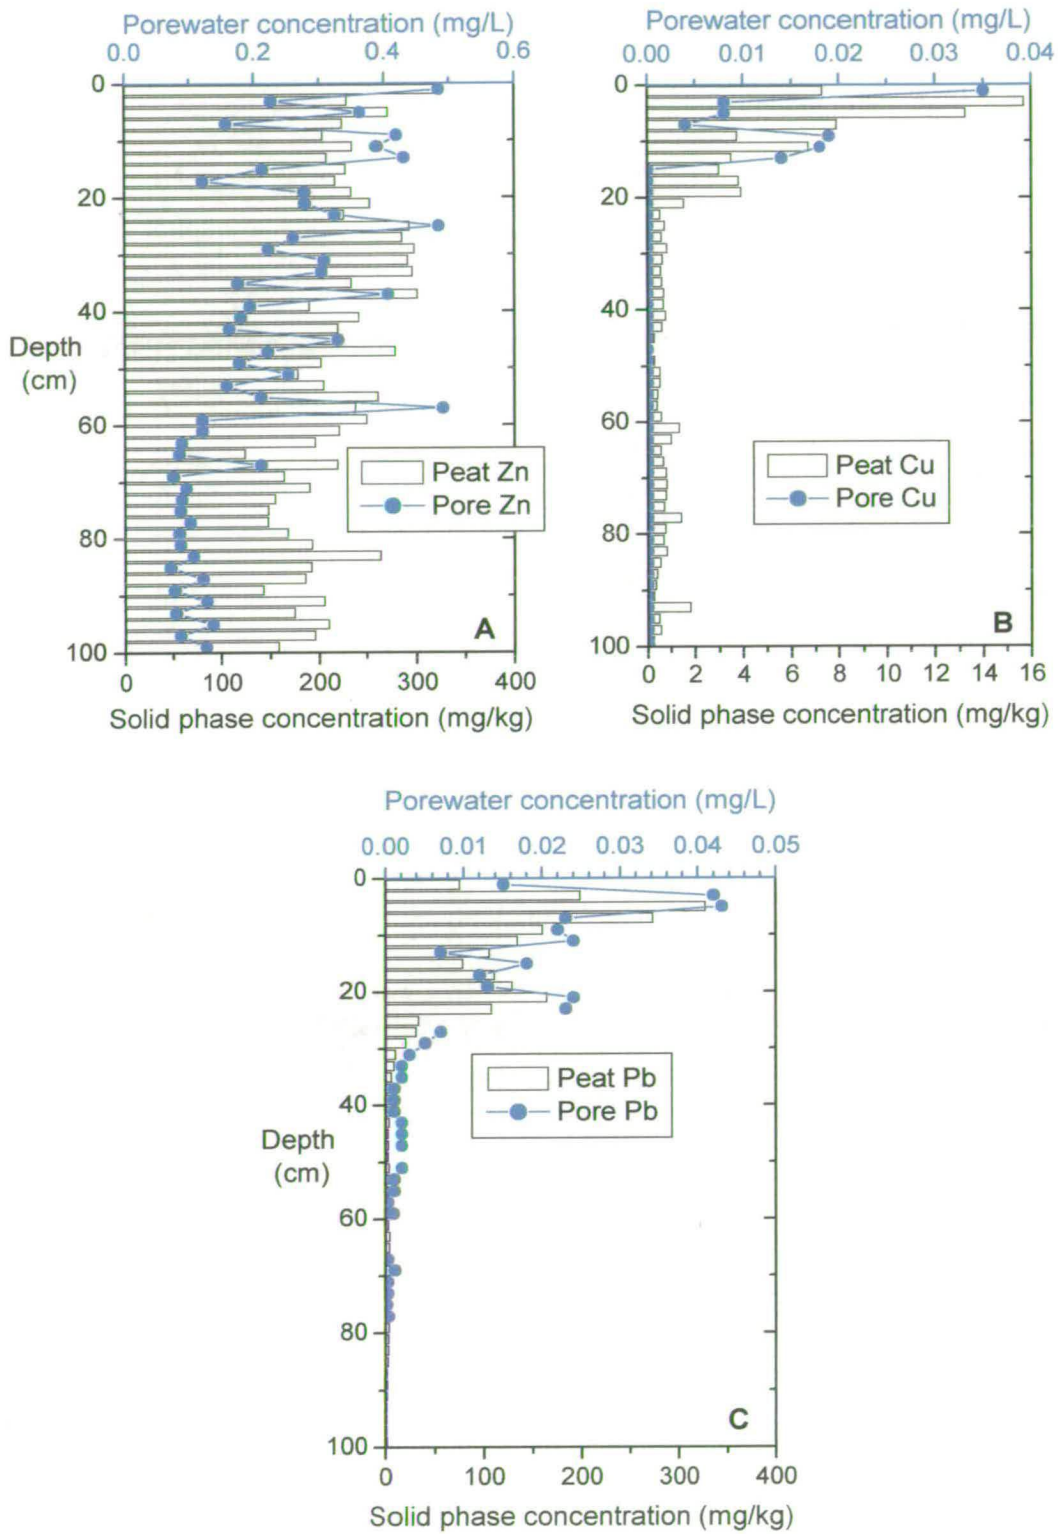 Porewater concentration (mg/L)
0.0 0.2 0.4 0.6
0
20
40
Depth
(cm)
60
80
100
Peat Zn
Pore Zn
A
0 100 200 300 400
Solid phase concentration (mg/kg)
Porewater concentration (mg/L)
0.00 0.01 0.02 0.03 0.04
0
20
40
60
80
100
Peat Cu
Pore Cu
B
0 2 4 6 8 10 12 14 16
Solid phase concentration (mg/kg)
Porewater concentration (mg/L)
0.00 0.01 0.02 0.03 0.04 0.05
0
20
40
Depth
(cm)
60
80
100
Peat Pb
Pore Pb
C
0 100 200 300 400
Solid phase concentration (mg/kg)